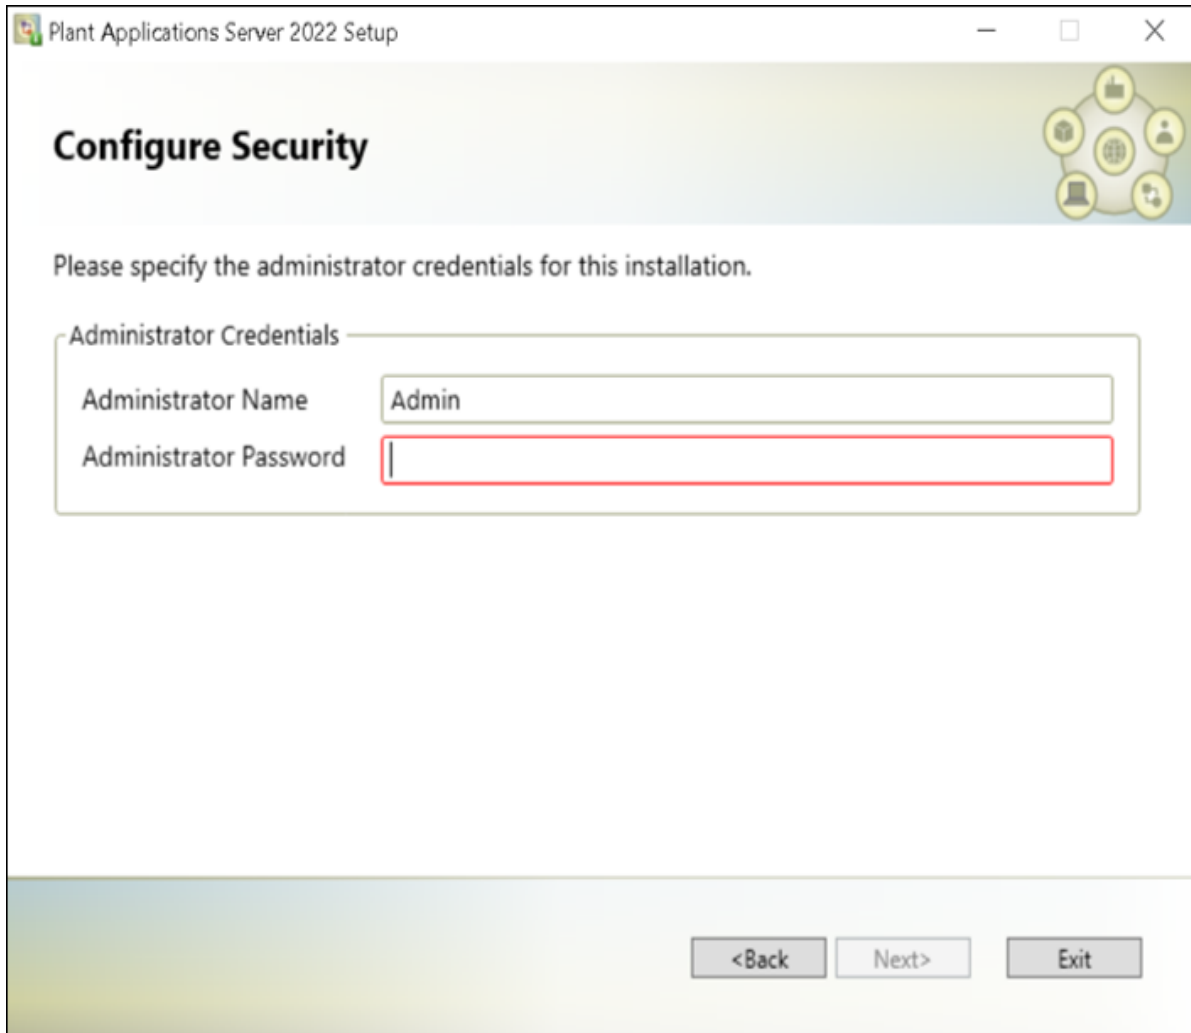 Plant Applications Server 2022 Setup
Configure Security
Please specify the administrator credentials for this installation.
Administrator Credentials
Administrator Name Admin
Administrator Password
<Back Next> Exit